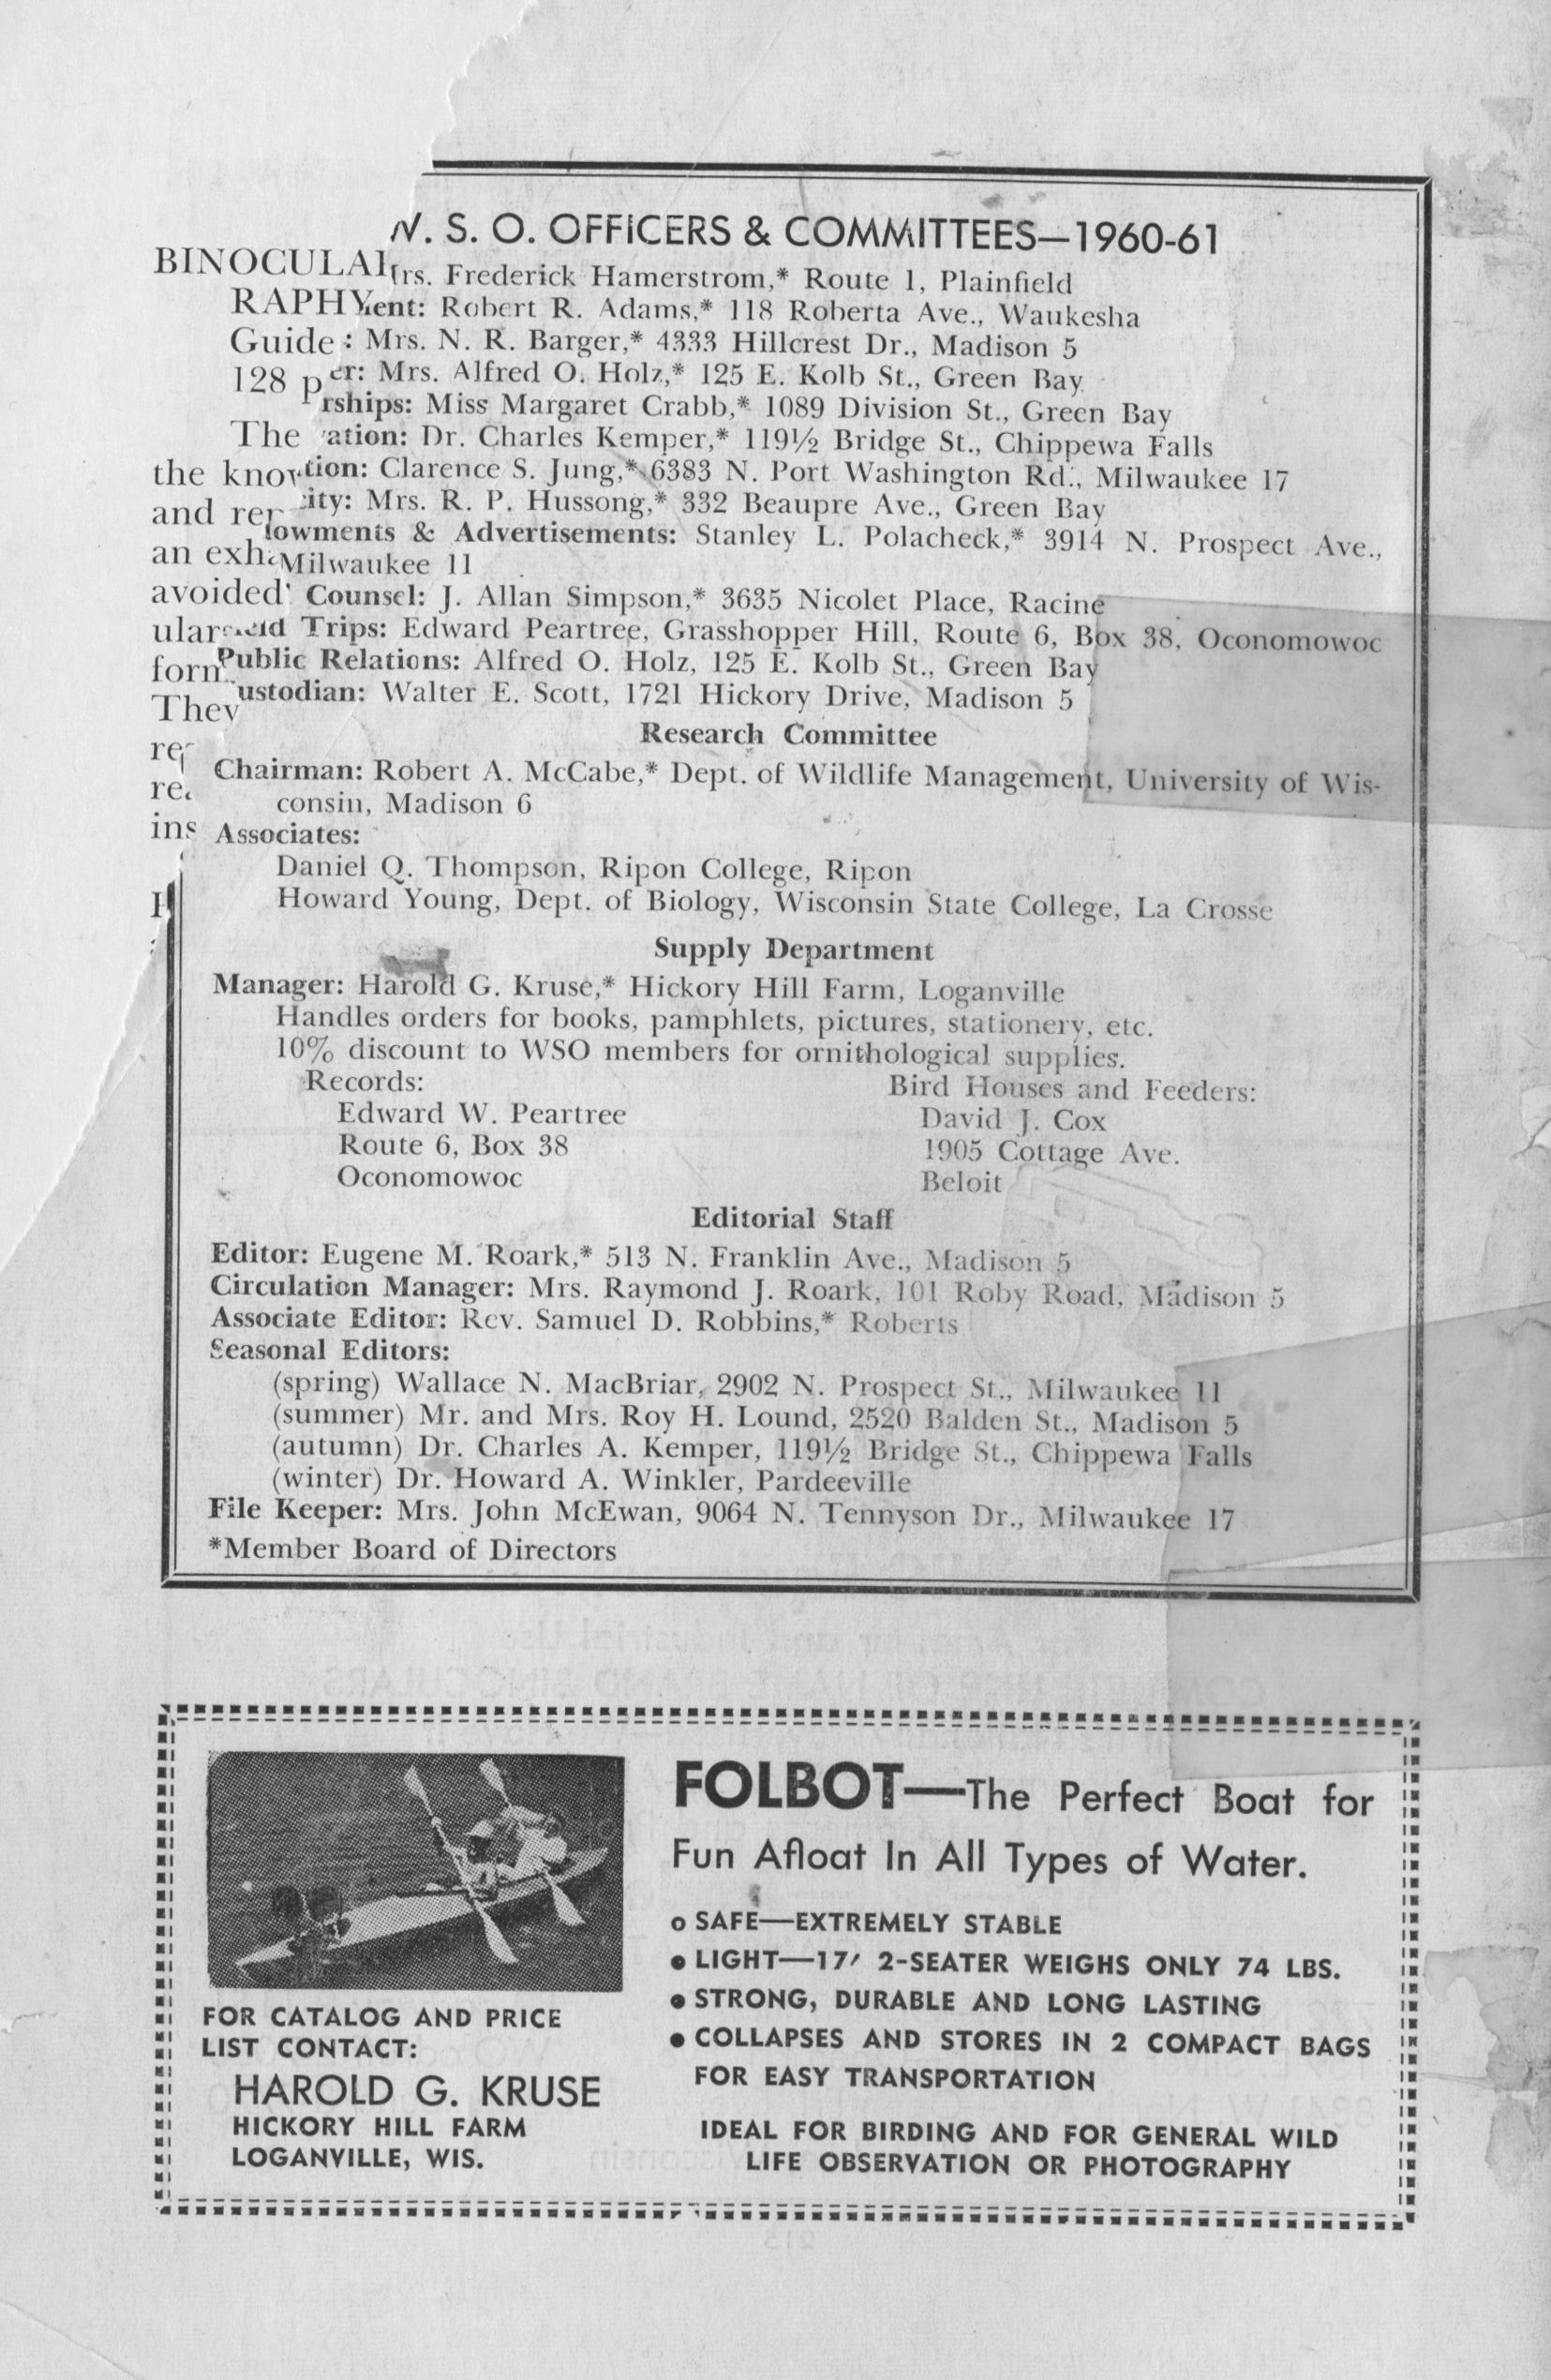 W. S. O. OFFICERS & COMMITTEES—1960-61
BINOCULA
rs. Frederick Hamerstrom,* Route 1, Plainfield
RAPHY
ent: Robert R. Adams,* 118 Roberta Ave., Waukesha
Guide
: Mrs. N. R. Barger,* 4333 Hillcrest Dr., Madison 5
128 p
er: Mrs. Alfred O. Holz,* 125 E. Kolb St., Green Bay
rships: Miss Margaret Crabb,* 1089 Division St., Green Bay
The
ation: Dr. Charles Kemper,* 119½ Bridge St., Chippewa Falls
the know
tion: Clarence S. Jung,* 6383 N. Port Washington Rd., Milwaukee 17
and rep
city: Mrs. R. P. Hussong,* 332 Beaupre Ave., Green Bay
lowments & Advertisements: Stanley L. Polacheck,* 3914 N. Prospect Ave.,
an exha
Milwaukee 11
avoided
Counsel: J. Allan Simpson,* 3635 Nicolet Place, Racine
ular
ield Trips: Edward Peartree, Grasshopper Hill, Route 6, Box 38, Oconomowoc
form
Public Relations: Alfred O. Holz, 125 E. Kolb St., Green Bay
They
ustodian: Walter E. Scott, 1721 Hickory Drive, Madison 5
Research Committee
re
Chairman: Robert A. McCabe,* Dept. of Wildlife Management, University of Wis-
re
consin, Madison 6
ins
Associates:
Daniel Q. Thompson, Ripon College, Ripon
Howard Young, Dept. of Biology, Wisconsin State College, La Crosse
Supply Department
Manager: Harold G. Kruse,* Hickory Hill Farm, Loganville
Handles orders for books, pamphlets, pictures, stationery, etc.
10% discount to WSO members for ornithological supplies.
Records:
Edward W. Peartree
Route 6, Box 38
Oconomowoc
Bird Houses and Feeders:
David J. Cox
1905 Cottage Ave.
Beloit
Editorial Staff
Editor: Eugene M. Roark,* 513 N. Franklin Ave., Madison 5
Circulation Manager: Mrs. Raymond J. Roark, 101 Roby Road, Madison 5
Associate Editor: Rev. Samuel D. Robbins,* Roberts
Seasonal Editors:
(spring) Wallace N. MacBriar, 2902 N. Prospect St., Milwaukee 11
(summer) Mr. and Mrs. Roy H. Lound, 2520 Balden St., Madison 5
(autumn) Dr. Charles A. Kemper, 119½ Bridge St., Chippewa Falls
(winter) Dr. Howard A. Winkler, Pardeeville
File Keeper: Mrs. John McEwan, 9064 N. Tennyson Dr., Milwaukee 17
*Member Board of Directors
FOLBOT—The Perfect Boat for
Fun Afloat In All Types of Water.
o SAFE—EXTREMELY STABLE
● LIGHT—17′ 2-SEATER WEIGHS ONLY 74 LBS.
● STRONG, DURABLE AND LONG LASTING
● COLLAPSES AND STORES IN 2 COMPACT BAGS
FOR EASY TRANSPORTATION
IDEAL FOR BIRDING AND FOR GENERAL WILD
LIFE OBSERVATION OR PHOTOGRAPHY
FOR CATALOG AND PRICE
LIST CONTACT:
HAROLD G. KRUSE
HICKORY HILL FARM
LOGANVILLE, WIS.